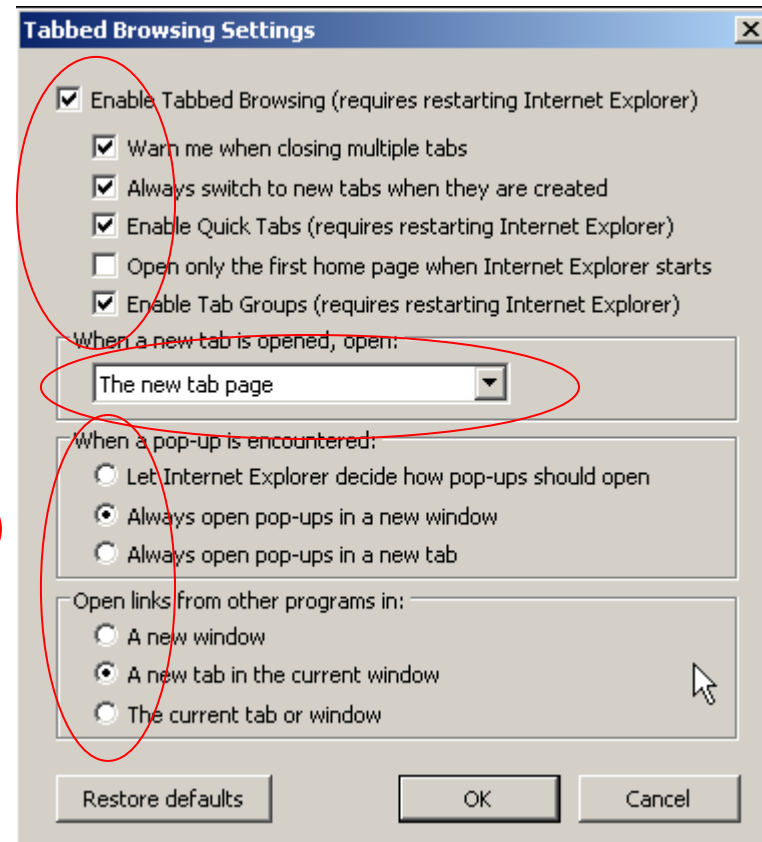 Tabbed Browsing Settings
Enable Tabbed Browsing (requires restarting Internet Explorer)
Warn me when closing multiple tabs
Always switch to new tabs when they are created
Enable Quick Tabs (requires restarting Internet Explorer)
Open only the first home page when Internet Explorer starts
Enable Tab Groups (requires restarting Internet Explorer)
When a new tab is opened, open:
The new tab page
When a pop-up is encountered:
Let Internet Explorer decide how pop-ups should open
Always open pop-ups in a new window
Always open pop-ups in a new tab
Open links from other programs in:
A new window
A new tab in the current window
The current tab or window
Restore defaults OK Cancel